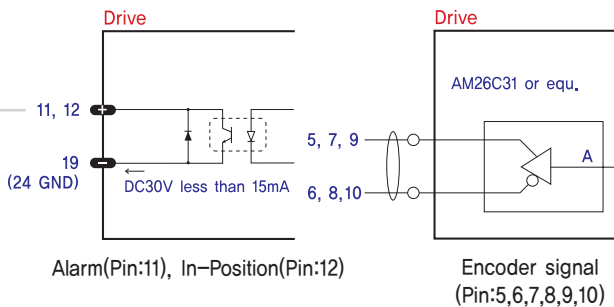 Drive
11, 12
19
(24 GND)
DC30V less than 15mA
Alarm(Pin:11), In-Position(Pin:12)
Drive
AM26C31 or equ.
5, 7, 9
A
6, 8,10
Encoder signal
(Pin:5,6,7,8,9,10)